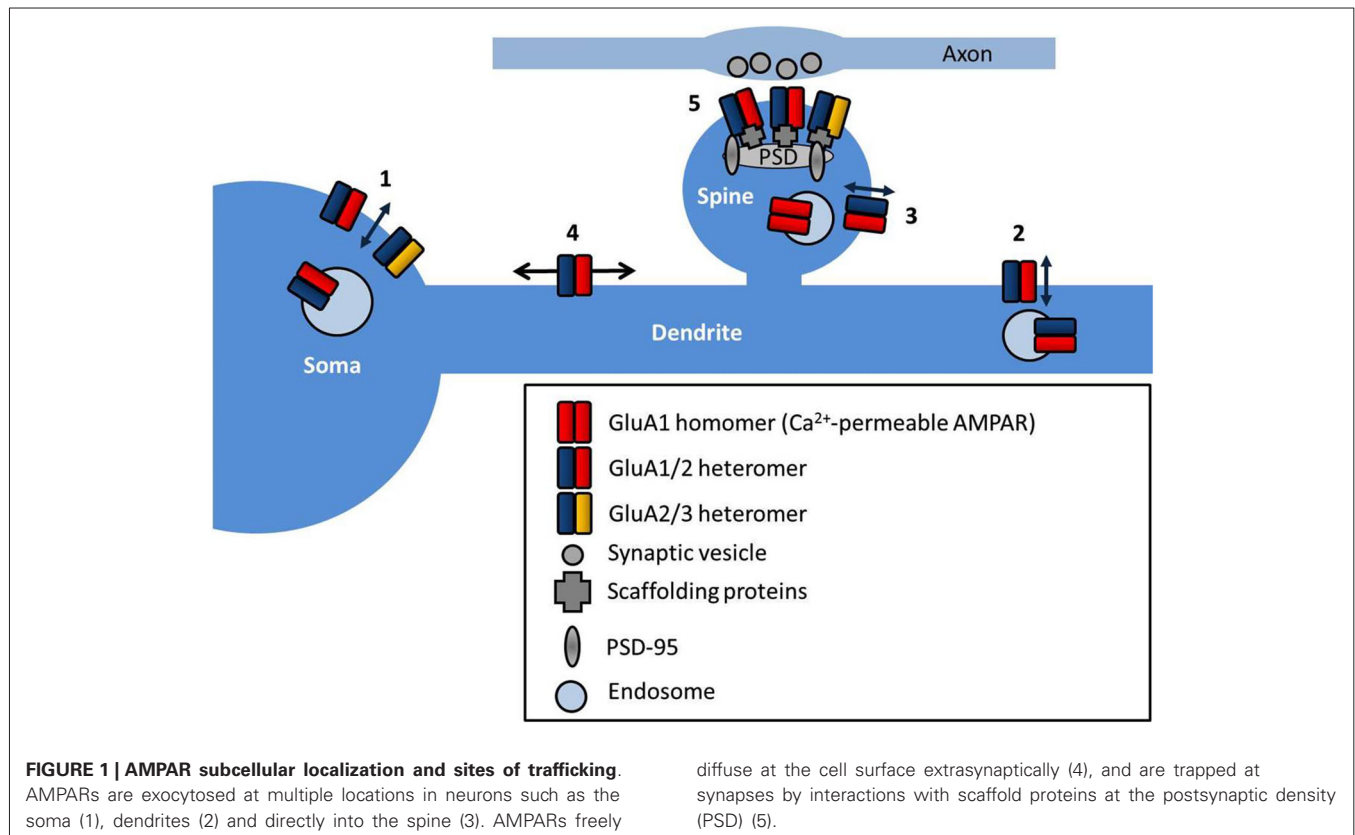 Axon
5
PSD
Spine
3
1
4
2
Dendrite
Soma
GluA1 homomer (Ca²⁺-permeable AMPAR)
GluA1/2 heteromer
GluA2/3 heteromer
Synaptic vesicle
Scaffolding proteins
PSD-95
Endosome
FIGURE 1 | AMPAR subcellular localization and sites of trafficking.
AMPARs are exocytosed at multiple locations in neurons such as the
soma (1), dendrites (2) and directly into the spine (3). AMPARs freely
diffuse at the cell surface extrasynaptically (4), and are trapped at
synapses by interactions with scaffold proteins at the postsynaptic density
(PSD) (5).